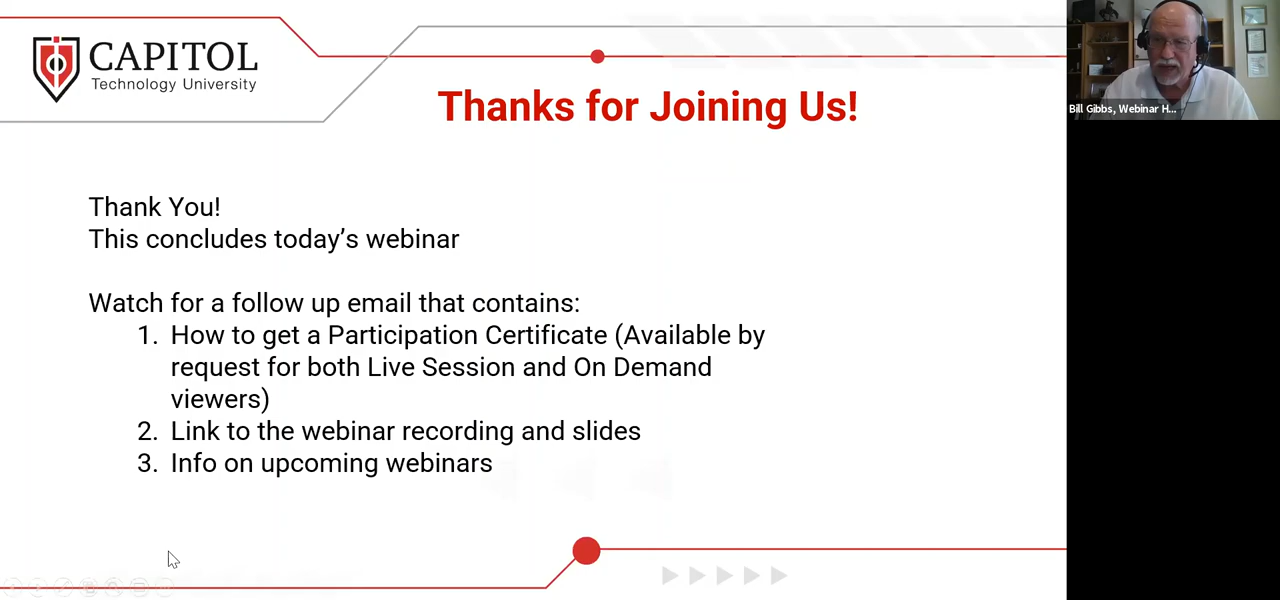 CAPITOL
Technology University
Thanks for Joining Us!
Bill Gibbs, Webinar H...
Thank You!
This concludes today’s webinar
Watch for a follow up email that contains:
1. How to get a Participation Certificate (Available by
request for both Live Session and On Demand
viewers)
2. Link to the webinar recording and slides
3. Info on upcoming webinars